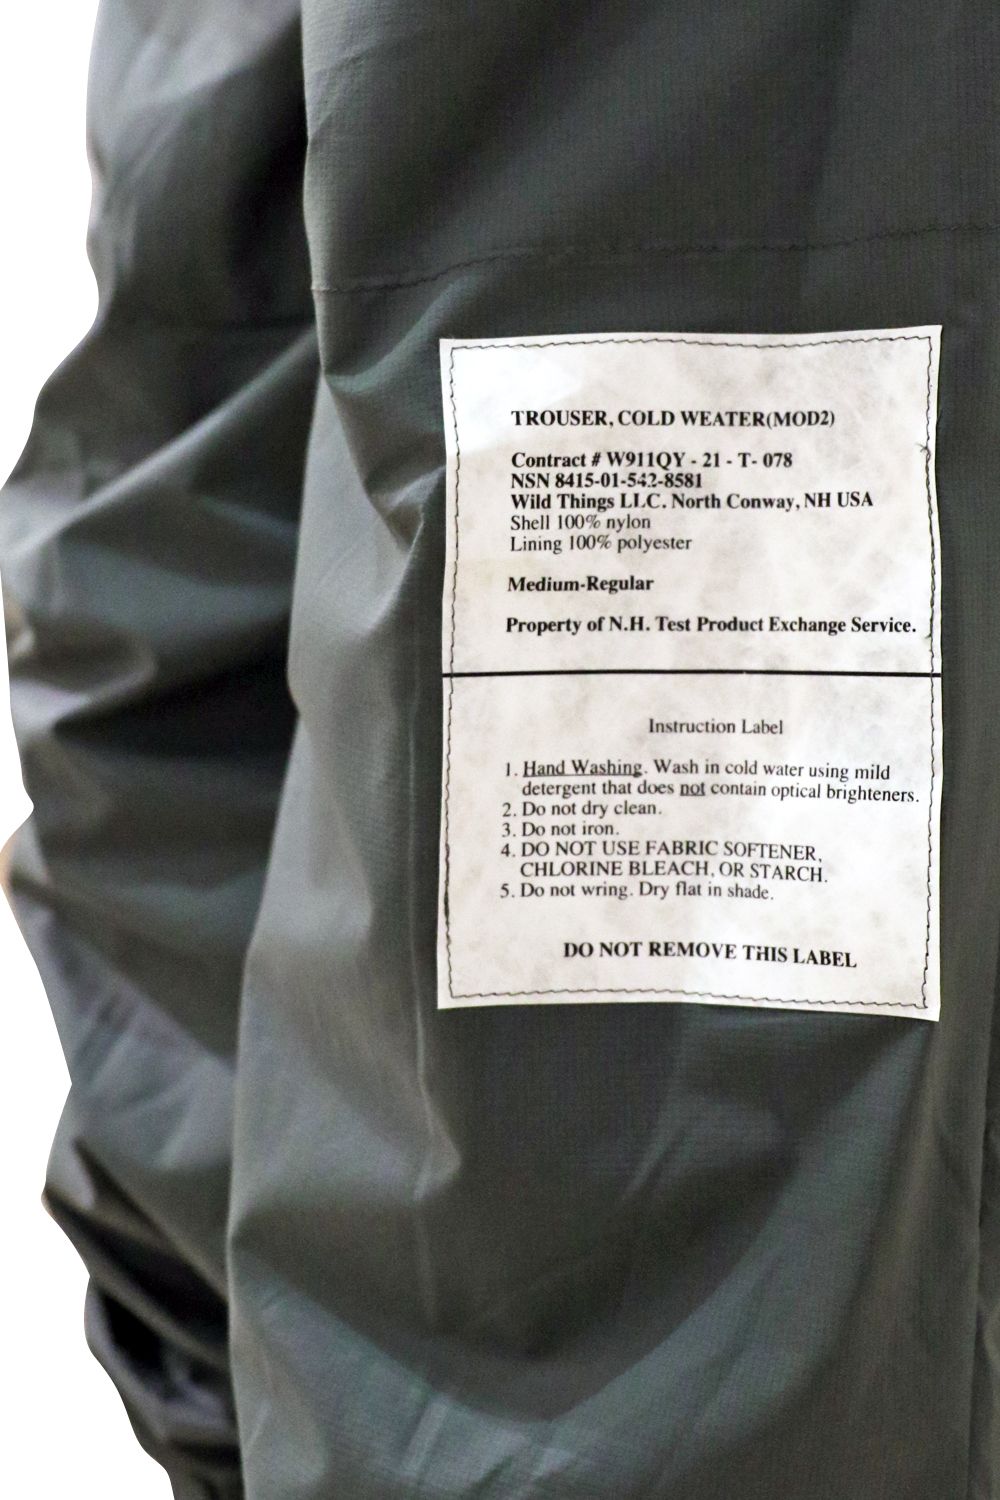 TROUSER, COLD WEATER(MOD2)
Contract # W911QY - 21 - T- 078
NSN 8415-01-542-8581
Wild Things LLC. North Conway, NH USA
Shell 100% nylon
Lining 100% polyester
Medium-Regular
Property of N.H. Test Product Exchange Service.
Instruction Label
1. Hand Washing. Wash in cold water using mild
detergent that does not contain optical brighteners.
2. Do not dry clean.
3. Do not iron.
4. DO NOT USE FABRIC SOFTENER,
CHLORINE BLEACH, OR STARCH.
5. Do not wring. Dry flat in shade.
DO NOT REMOVE THIS LABEL